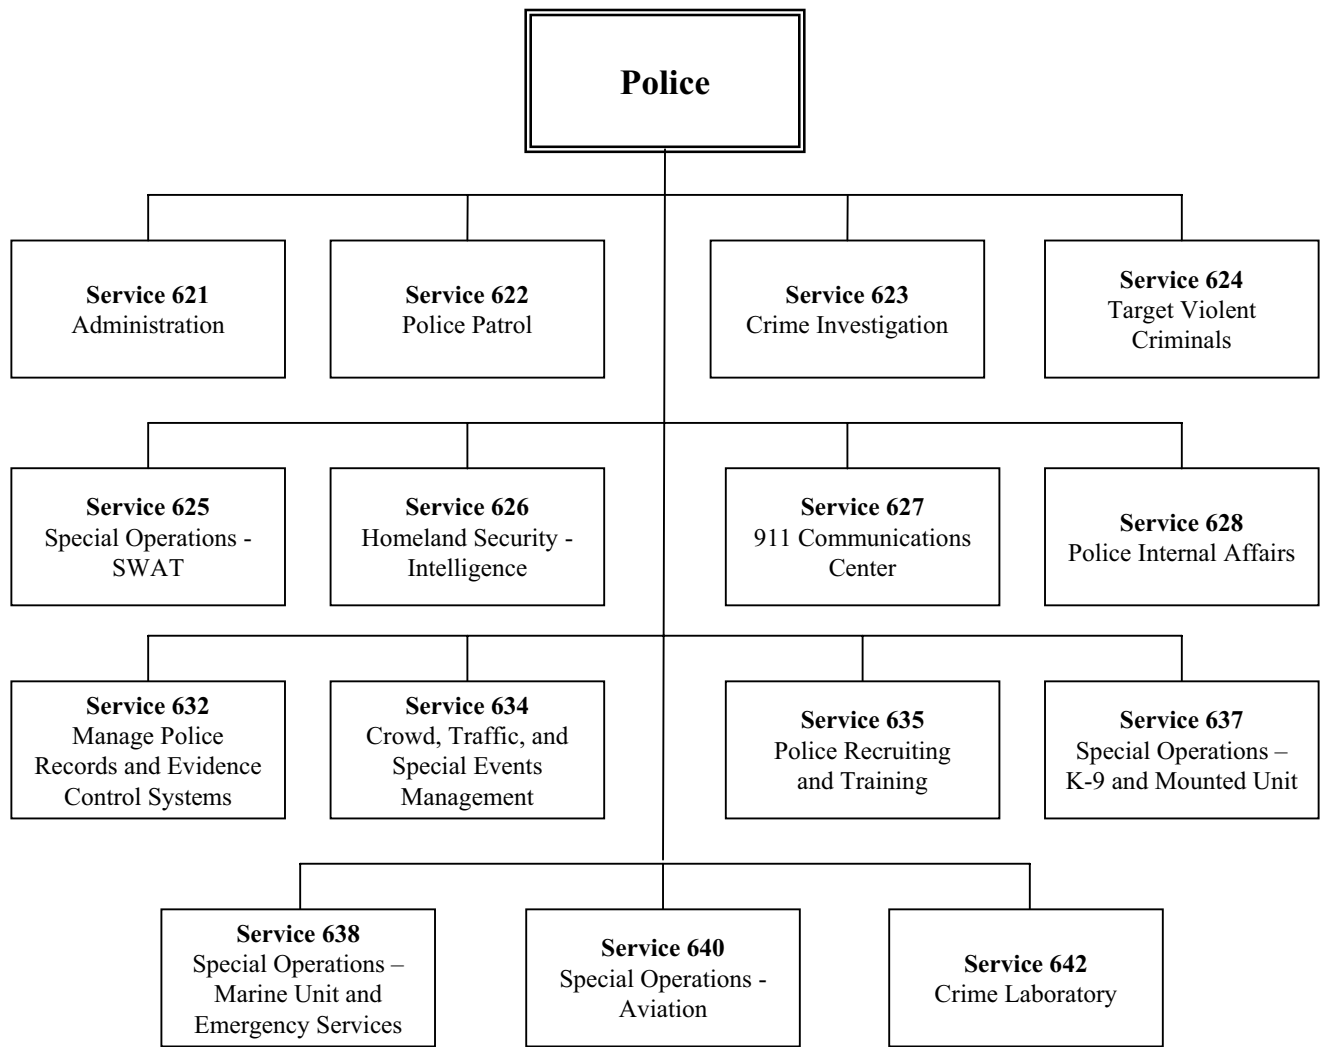 Police
Service 621
Administration
Service 622
Police Patrol
Service 623
Crime Investigation
Service 624
Target Violent
Criminals
Service 625
Special Operations -
SWAT
Service 626
Homeland Security -
Intelligence
Service 627
911 Communications
Center
Service 628
Police Internal Affairs
Service 632
Manage Police
Records and Evidence
Control Systems
Service 634
Crowd, Traffic, and
Special Events
Management
Service 635
Police Recruiting
and Training
Service 637
Special Operations –
K-9 and Mounted Unit
Service 638
Special Operations –
Marine Unit and
Emergency Services
Service 640
Special Operations -
Aviation
Service 642
Crime Laboratory